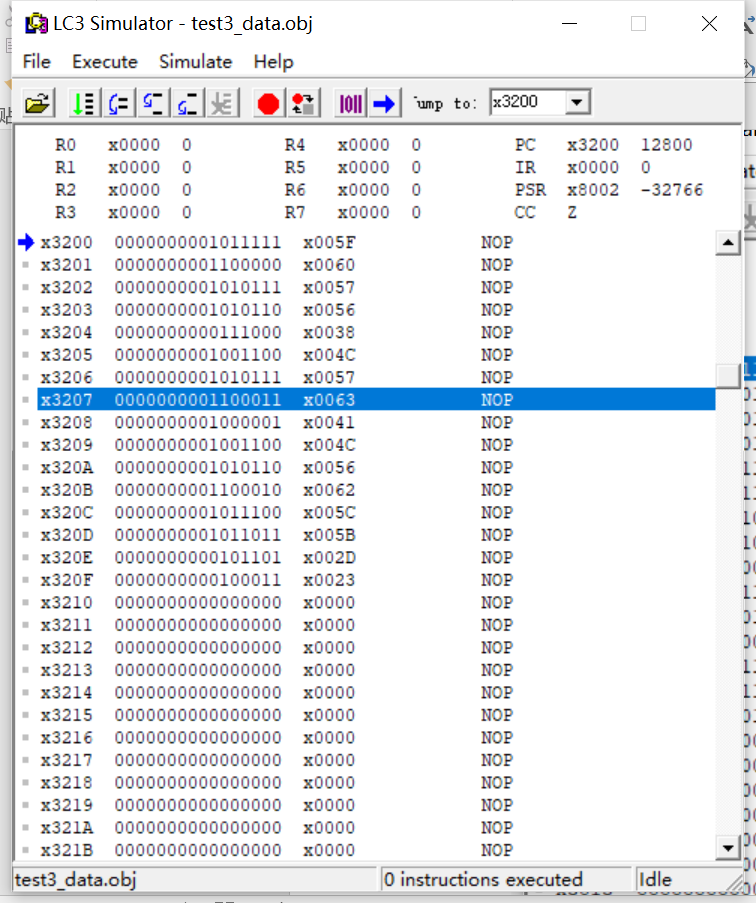 LC3 Simulator - test3_data.obj
File Execute Simulate Help
Jump to: x3200
R0 x0000 0 R4 x0000 0 PC x3200 12800
R1 x0000 0 R5 x0000 0 IR x0000 0
R2 x0000 0 R6 x0000 0 PSR x8002 -32766
R3 x0000 0 R7 x0000 0 CC Z
x3200 0000000001011111 x005F NOP
x3201 0000000001100000 x0060 NOP
x3202 0000000001010111 x0057 NOP
x3203 0000000001010110 x0056 NOP
x3204 0000000000111000 x0038 NOP
x3205 0000000001001100 x004C NOP
x3206 0000000001010111 x0057 NOP
x3207 0000000001100011 x0063 NOP
x3208 0000000001000001 x0041 NOP
x3209 0000000001001100 x004C NOP
x320A 0000000001010110 x0056 NOP
x320B 0000000001100010 x0062 NOP
x320C 0000000001011100 x005C NOP
x320D 0000000001011011 x005B NOP
x320E 0000000000101101 x002D NOP
x320F 0000000000100011 x0023 NOP
x3210 0000000000000000 x0000 NOP
x3211 0000000000000000 x0000 NOP
x3212 0000000000000000 x0000 NOP
x3213 0000000000000000 x0000 NOP
x3214 0000000000000000 x0000 NOP
x3215 0000000000000000 x0000 NOP
x3216 0000000000000000 x0000 NOP
x3217 0000000000000000 x0000 NOP
x3218 0000000000000000 x0000 NOP
x3219 0000000000000000 x0000 NOP
x321A 0000000000000000 x0000 NOP
x321B 0000000000000000 x0000 NOP
test3_data.obj 0 instructions executed Idle